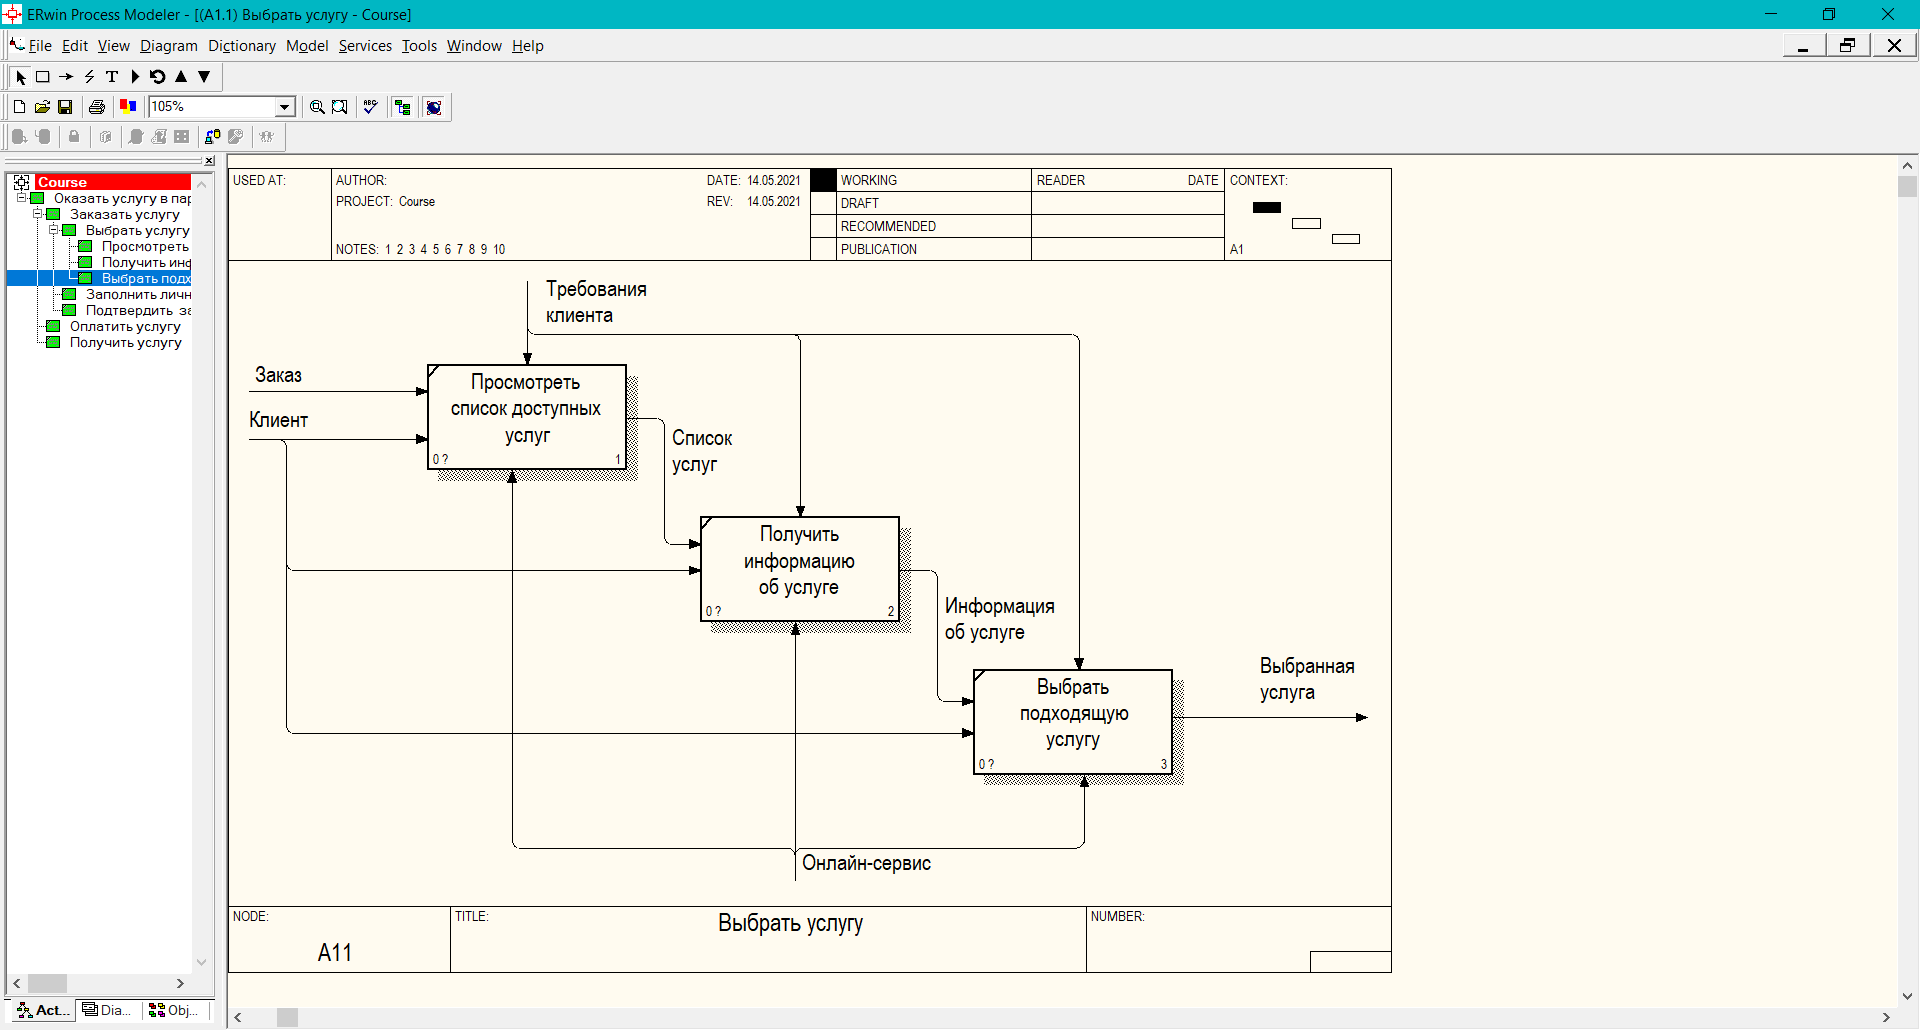 ERwin Process Modeler - [(A1.1) Выбрать услугу - Course]
File Edit View Diagram Dictionary Model Services Tools Window Help
105%
Course
Оказать услугу в пар
Заказать услугу
Выбрать услугу
Просмотреть
Получить инф
Выбрать подх
Заполнить личн
Подтвердить за
Оплатить услугу
Получить услугу
Act...
Dia...
Obj...
USED AT:
AUTHOR:
DATE: 14.05.2021
PROJECT: Course
REV: 14.05.2021
NOTES: 1 2 3 4 5 6 7 8 9 10
WORKING
DRAFT
RECOMMENDED
PUBLICATION
READER DATE
CONTEXT:
A1
Требования
клиента
Заказ
Клиент
Просмотреть
список доступных
услуг
0 ? 1
Список
услуг
Получить
информацию
об услуге
0 ? 2
Информация
об услуге
Выбрать
подходящую
услугу
0 ? 3
Выбранная
услуга
Онлайн-сервис
NODE:
A11
TITLE:
Выбрать услугу
NUMBER: